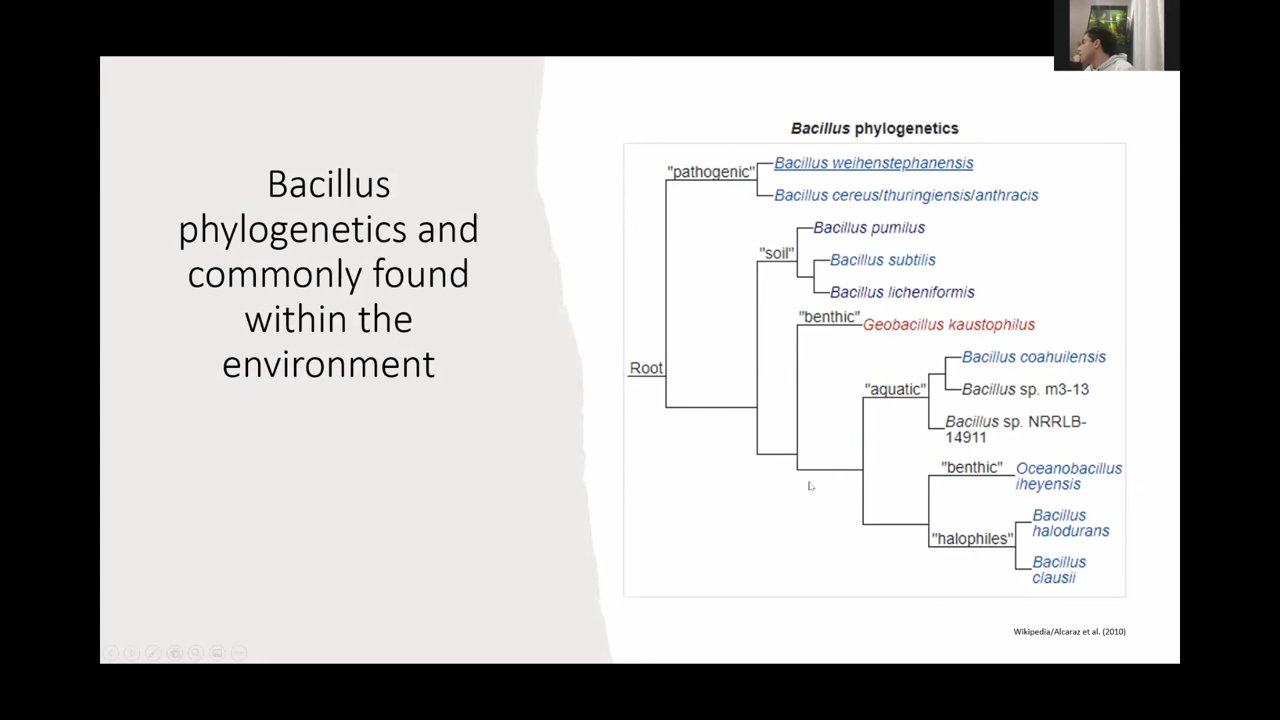 Bacillus
phylogenetics and
commonly found
within the
environment
Bacillus phylogenetics
"pathogenic"
Bacillus weihenstephanensis
Bacillus cereus/thuringiensis/anthracis
"soil"
Bacillus pumilus
Bacillus subtilis
Bacillus licheniformis
"benthic"
Geobacillus kaustophilus
Root
"aquatic"
Bacillus coahuilensis
Bacillus sp. m3-13
Bacillus sp. NRRLB-
14911
"benthic"
Oceanobacillus
iheyensis
"halophiles"
Bacillus
halodurans
Bacillus
clausii
Wikipedia/Alcaraz et al. (2010)